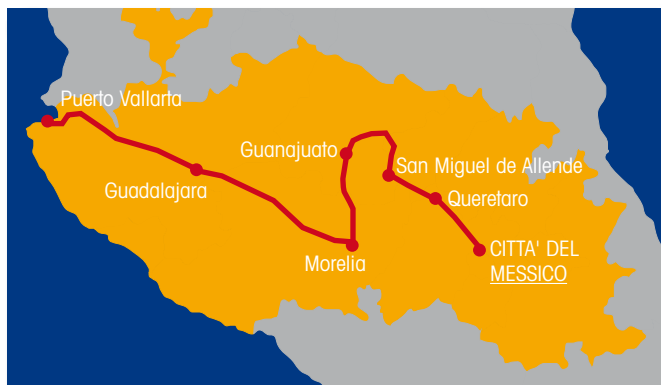 Puerto Vallarta
Guanajuato
San Miguel de Allende
Guadalajara
Queretaro
Morelia
CITTA' DEL
MESSICO